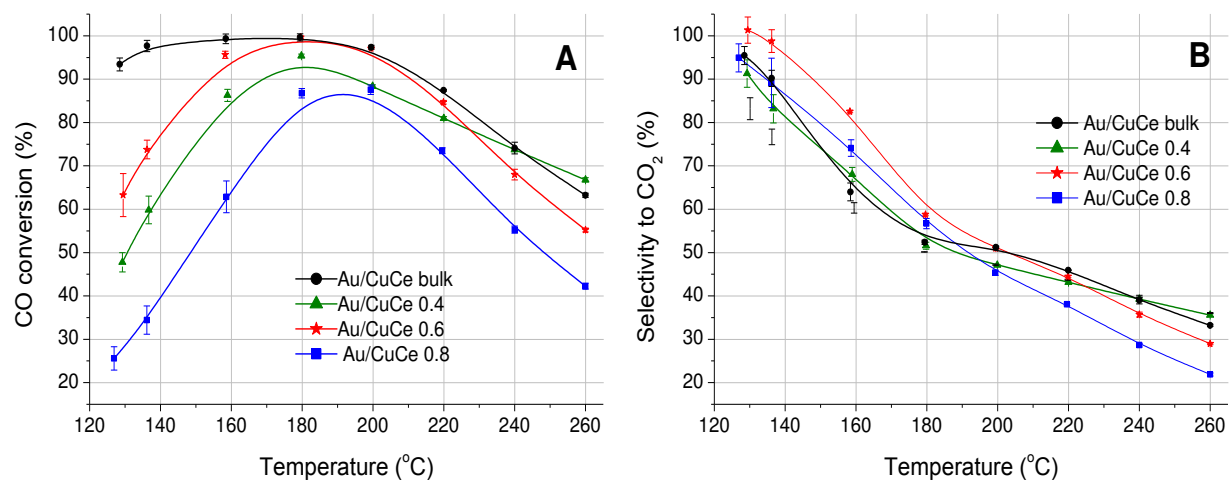 A
CO conversion (%)
100
90
80
70
60
50
40
30
20
Au/CuCe bulk
Au/CuCe 0.4
Au/CuCe 0.6
Au/CuCe 0.8
120 140 160 180 200 220 240 260
Temperature (°C)
B
Selectivity to CO₂ (%)
100
90
80
70
60
50
40
30
20
Au/CuCe bulk
Au/CuCe 0.4
Au/CuCe 0.6
Au/CuCe 0.8
120 140 160 180 200 220 240 260
Temperature (°C)